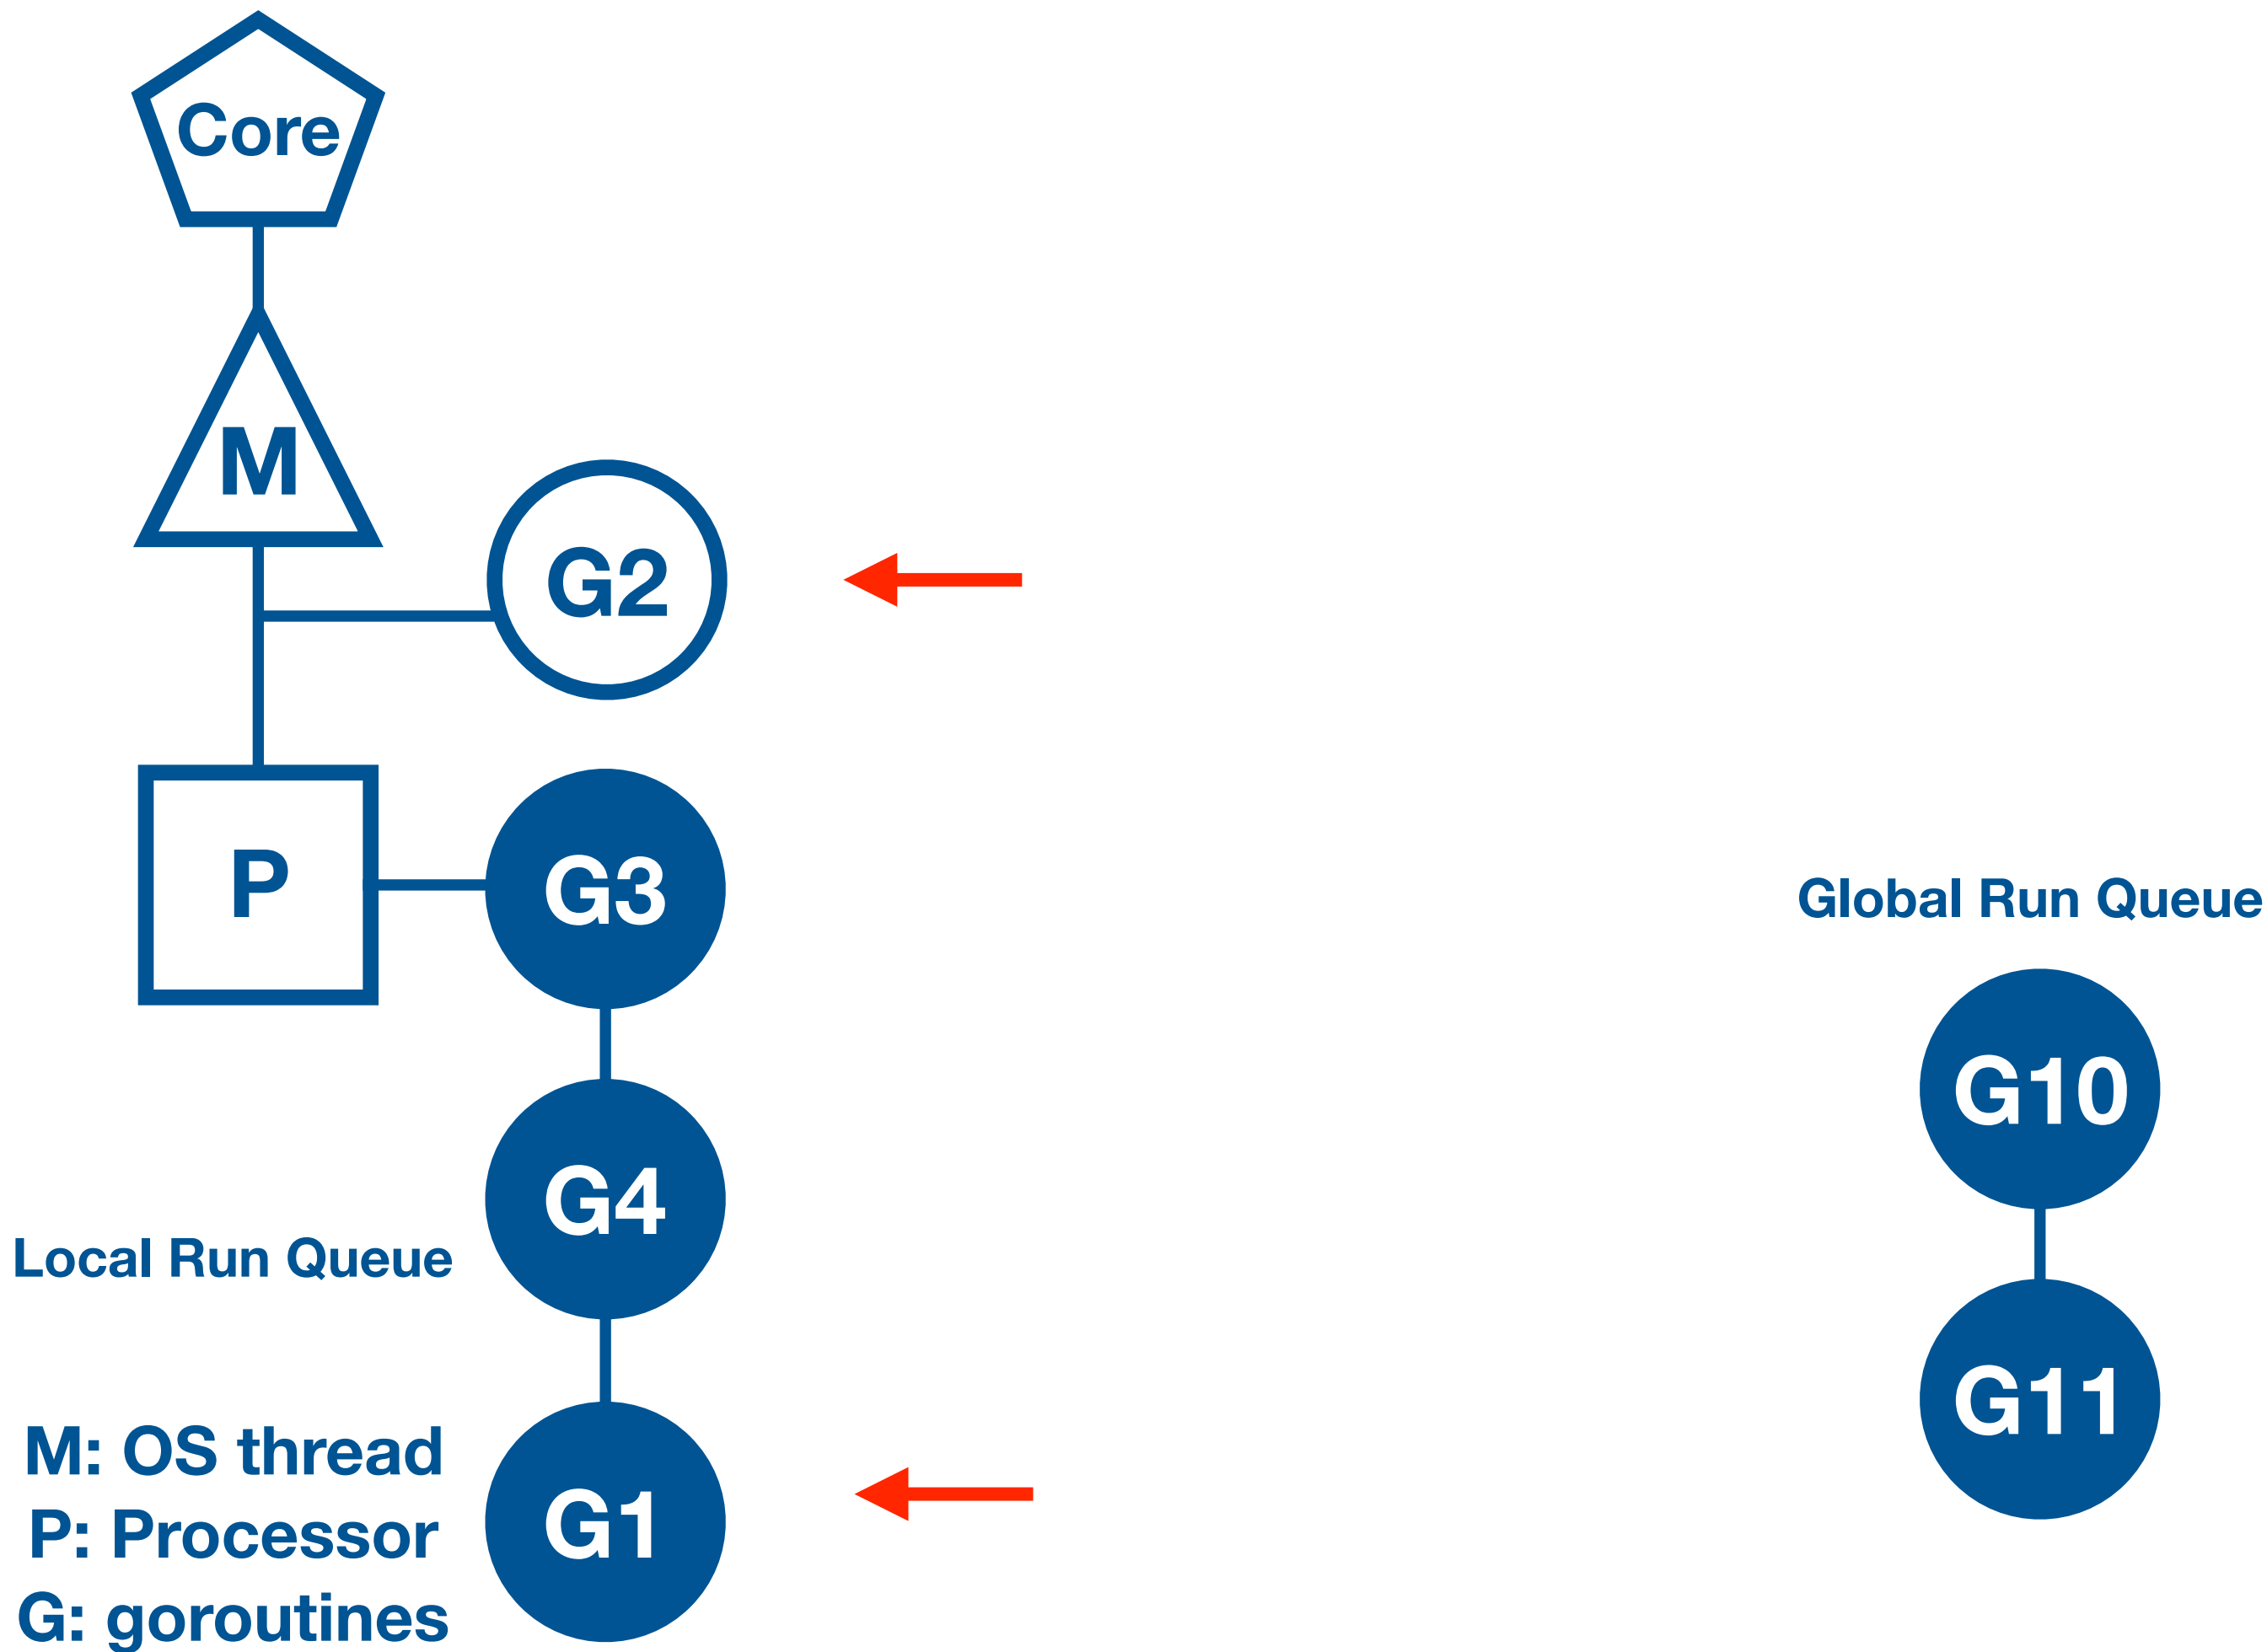 Core
M
G2
P
G3
Global Run Queue
G10
G4
Local Run Queue
G11
M: OS thread
P: Processor
G: goroutines
G1